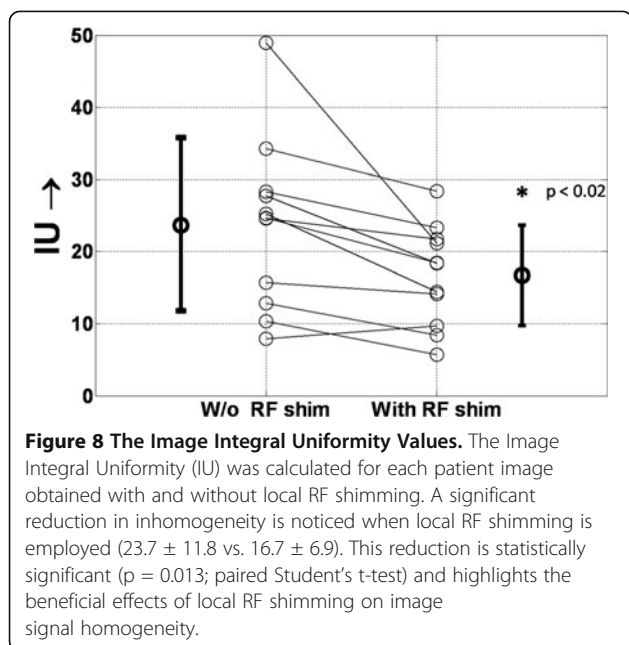 50
40
30
20
10
0
IU →
* p < 0.02
W/o RF shim With RF shim
Figure 8 The Image Integral Uniformity Values. The Image
Integral Uniformity (IU) was calculated for each patient image
obtained with and without local RF shimming. A significant
reduction in inhomogeneity is noticed when local RF shimming is
employed (23.7 ± 11.8 vs. 16.7 ± 6.9). This reduction is statistically
significant (p = 0.013; paired Student's t-test) and highlights the
beneficial effects of local RF shimming on image
signal homogeneity.